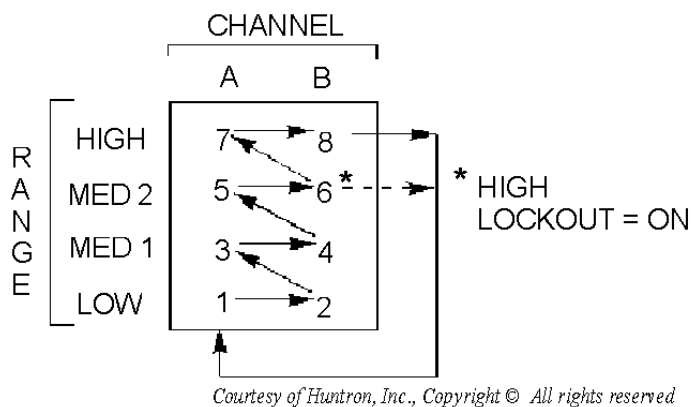 CHANNEL
A B
RANGE
HIGH 7 8
MED 2 5 6 *
MED 1 3 4
LOW 1 2
* HIGH
LOCKOUT = ON
Courtesy of Huntron, Inc., Copyright © All rights reserved